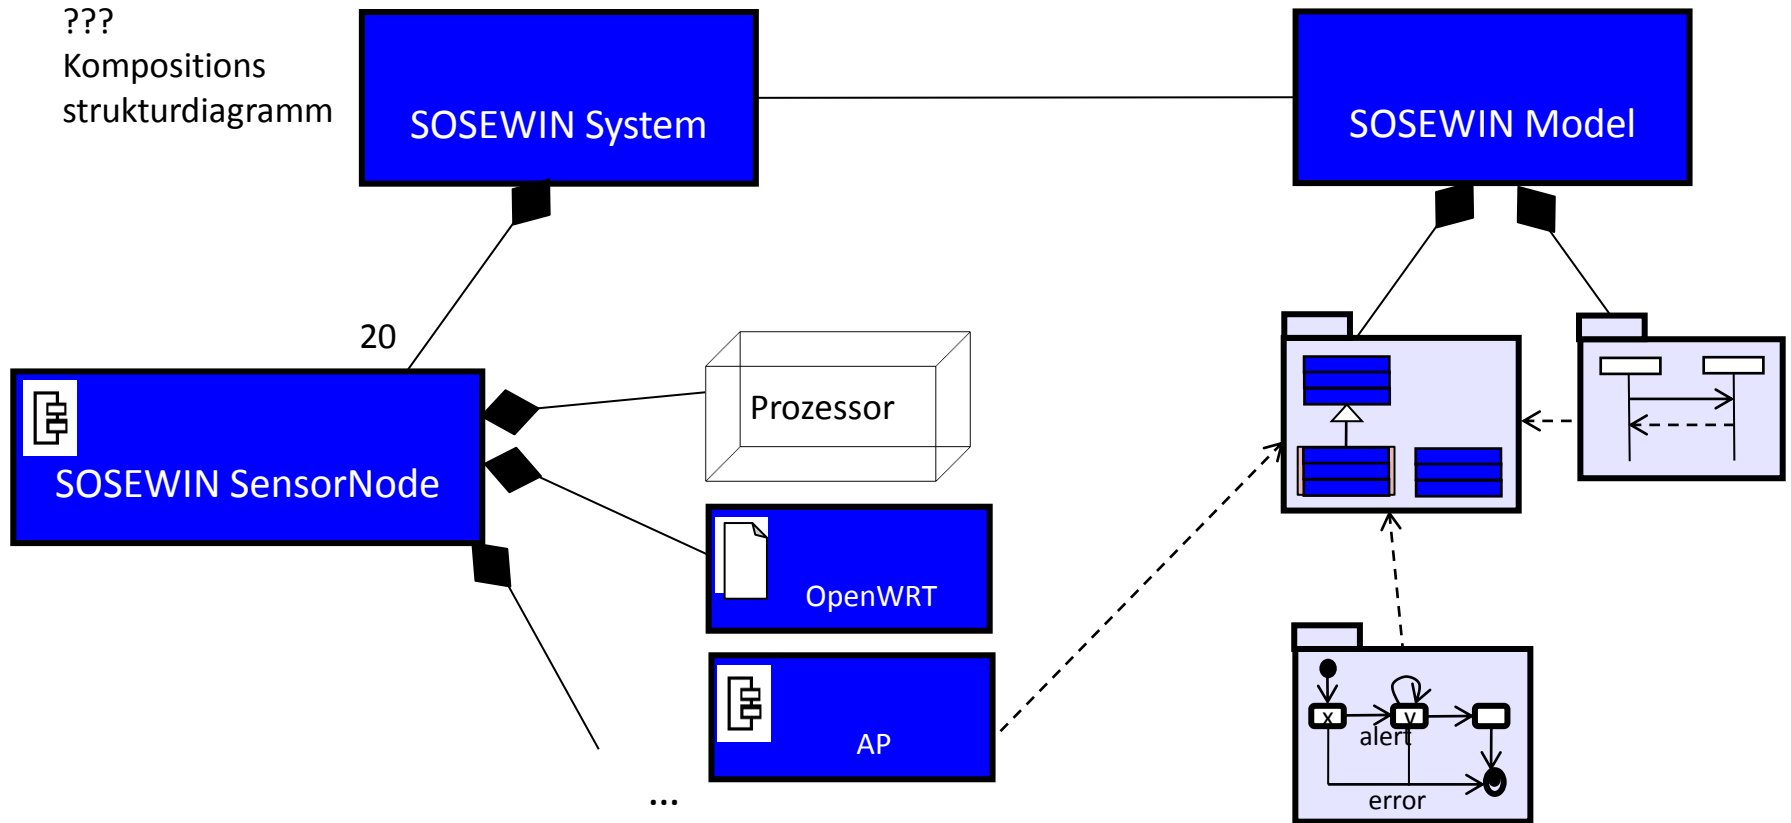 ???
Kompositions
strukturdiagramm
SOSEWIN System
SOSEWIN Model
20
SOSEWIN SensorNode
Prozessor
OpenWRT
AP
...
x
y
alert
error